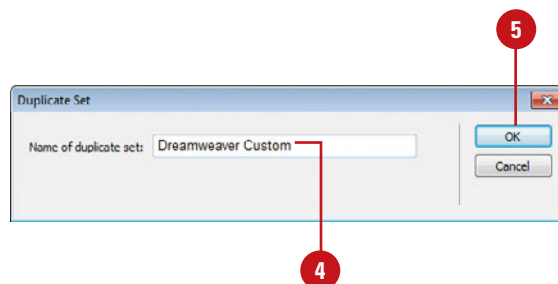 5
Duplicate Set
Name of duplicate set: Dreamweaver Custom
OK
Cancel
4